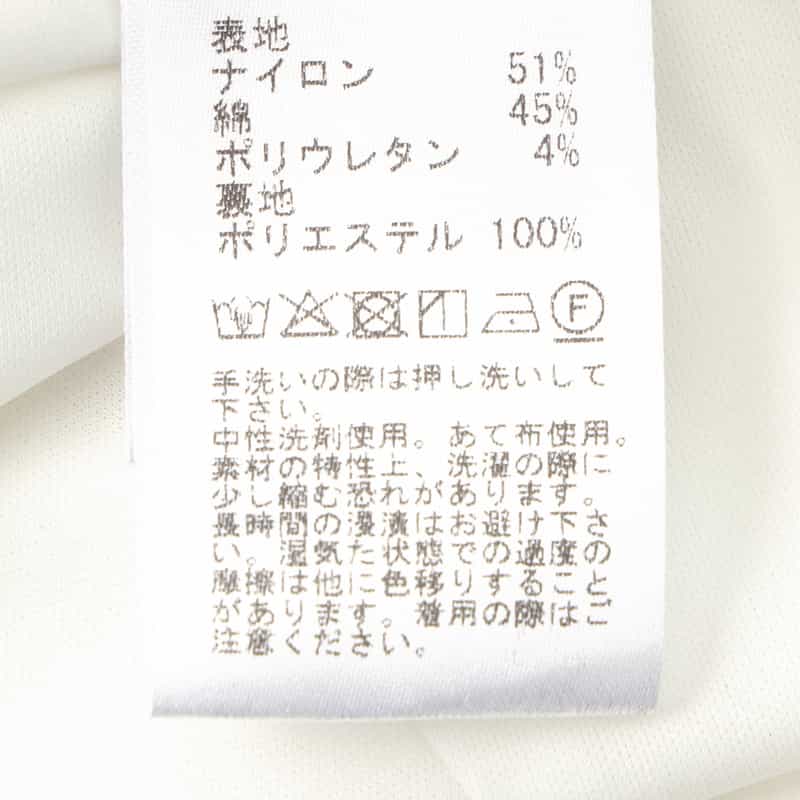 表地
ナイロン 51%
綿 45%
ポリウレタン 4%
裏地
ポリエステル 100%
F
手洗いの際は押し洗いして
下さい。
中性洗剤使用。あて布使用。
素材の特性上、洗濯の際に
少し縮む恐れがあります。
長い時間の浸漬はお避け下さ
い。湿気た状態での過度の
摩擦は他に色移りすること
があります。着用の際はご
注意ください。